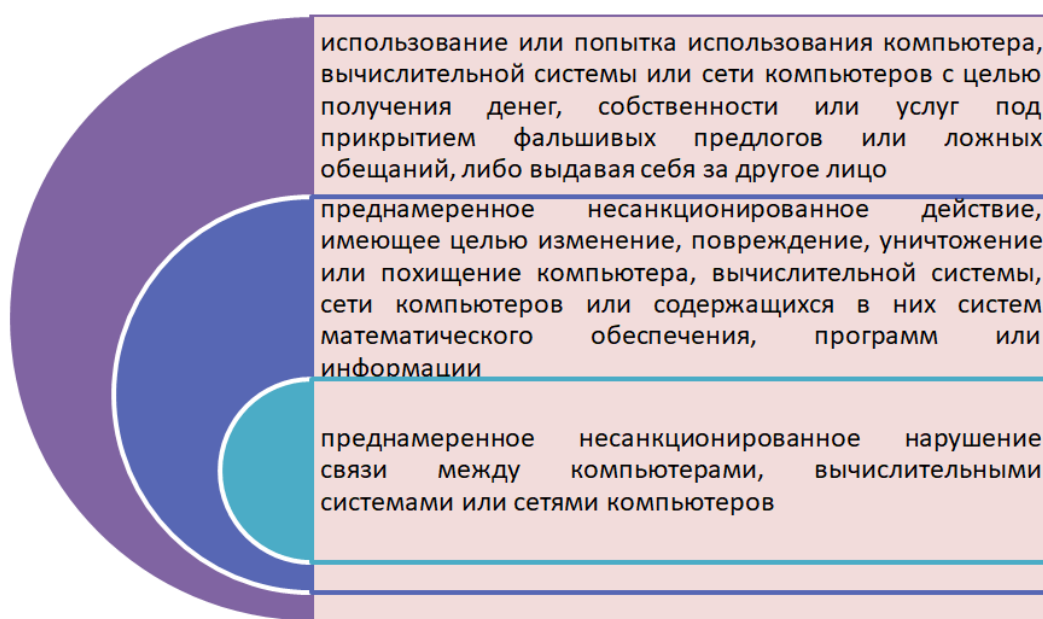 использование или попытка использования компьютера,
вычислительной системы или сети компьютеров с целью
получения денег, собственности или услуг под
прикрытием фальшивых предлогов или ложных
обещаний, либо выдавая себя за другое лицо
преднамеренное несанкционированное действие,
имеющее целью изменение, повреждение, уничтожение
или похищение компьютера, вычислительной системы,
сети компьютеров или содержащихся в них систем
математического обеспечения, программ или
информации
преднамеренное несанкционированное нарушение
связи между компьютерами, вычислительными
системами или сетями компьютеров